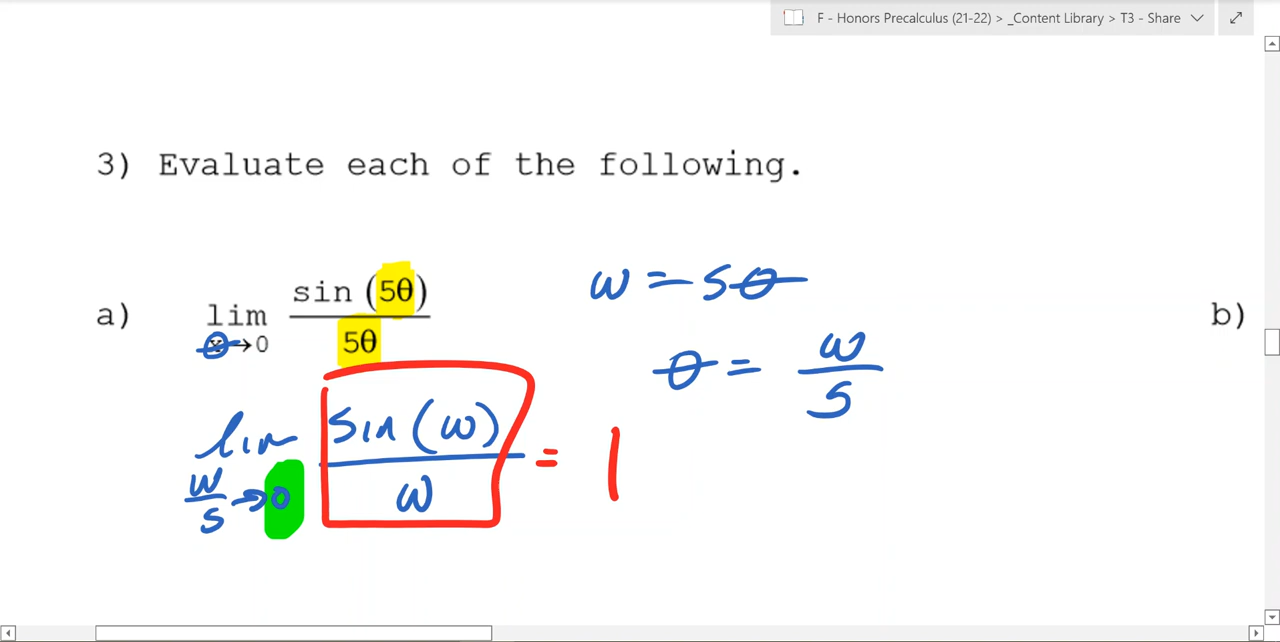 F - Honors Precalculus (21-22) > _Content Library > T3 - Share
3) Evaluate each of the following.
a) lim θ→0 sin (5θ) / 5θ
b)
w = 5θ
θ = w/5
lim w/5→0 sin(w)/w = 1